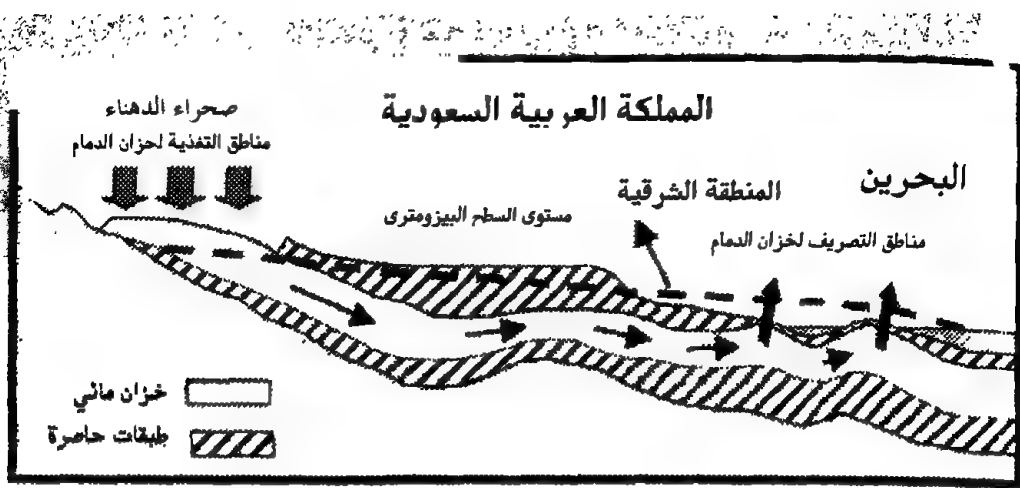 المملكة العربية السعودية
صحراء الدهناء
مناطق التغذية لخزان الدمام
البحرين
المنطقة الشرقية
مستوى السطح البيزومترى
مناطق التصريف لخزان الدمام
خزان مائي
طبقات حاصرة